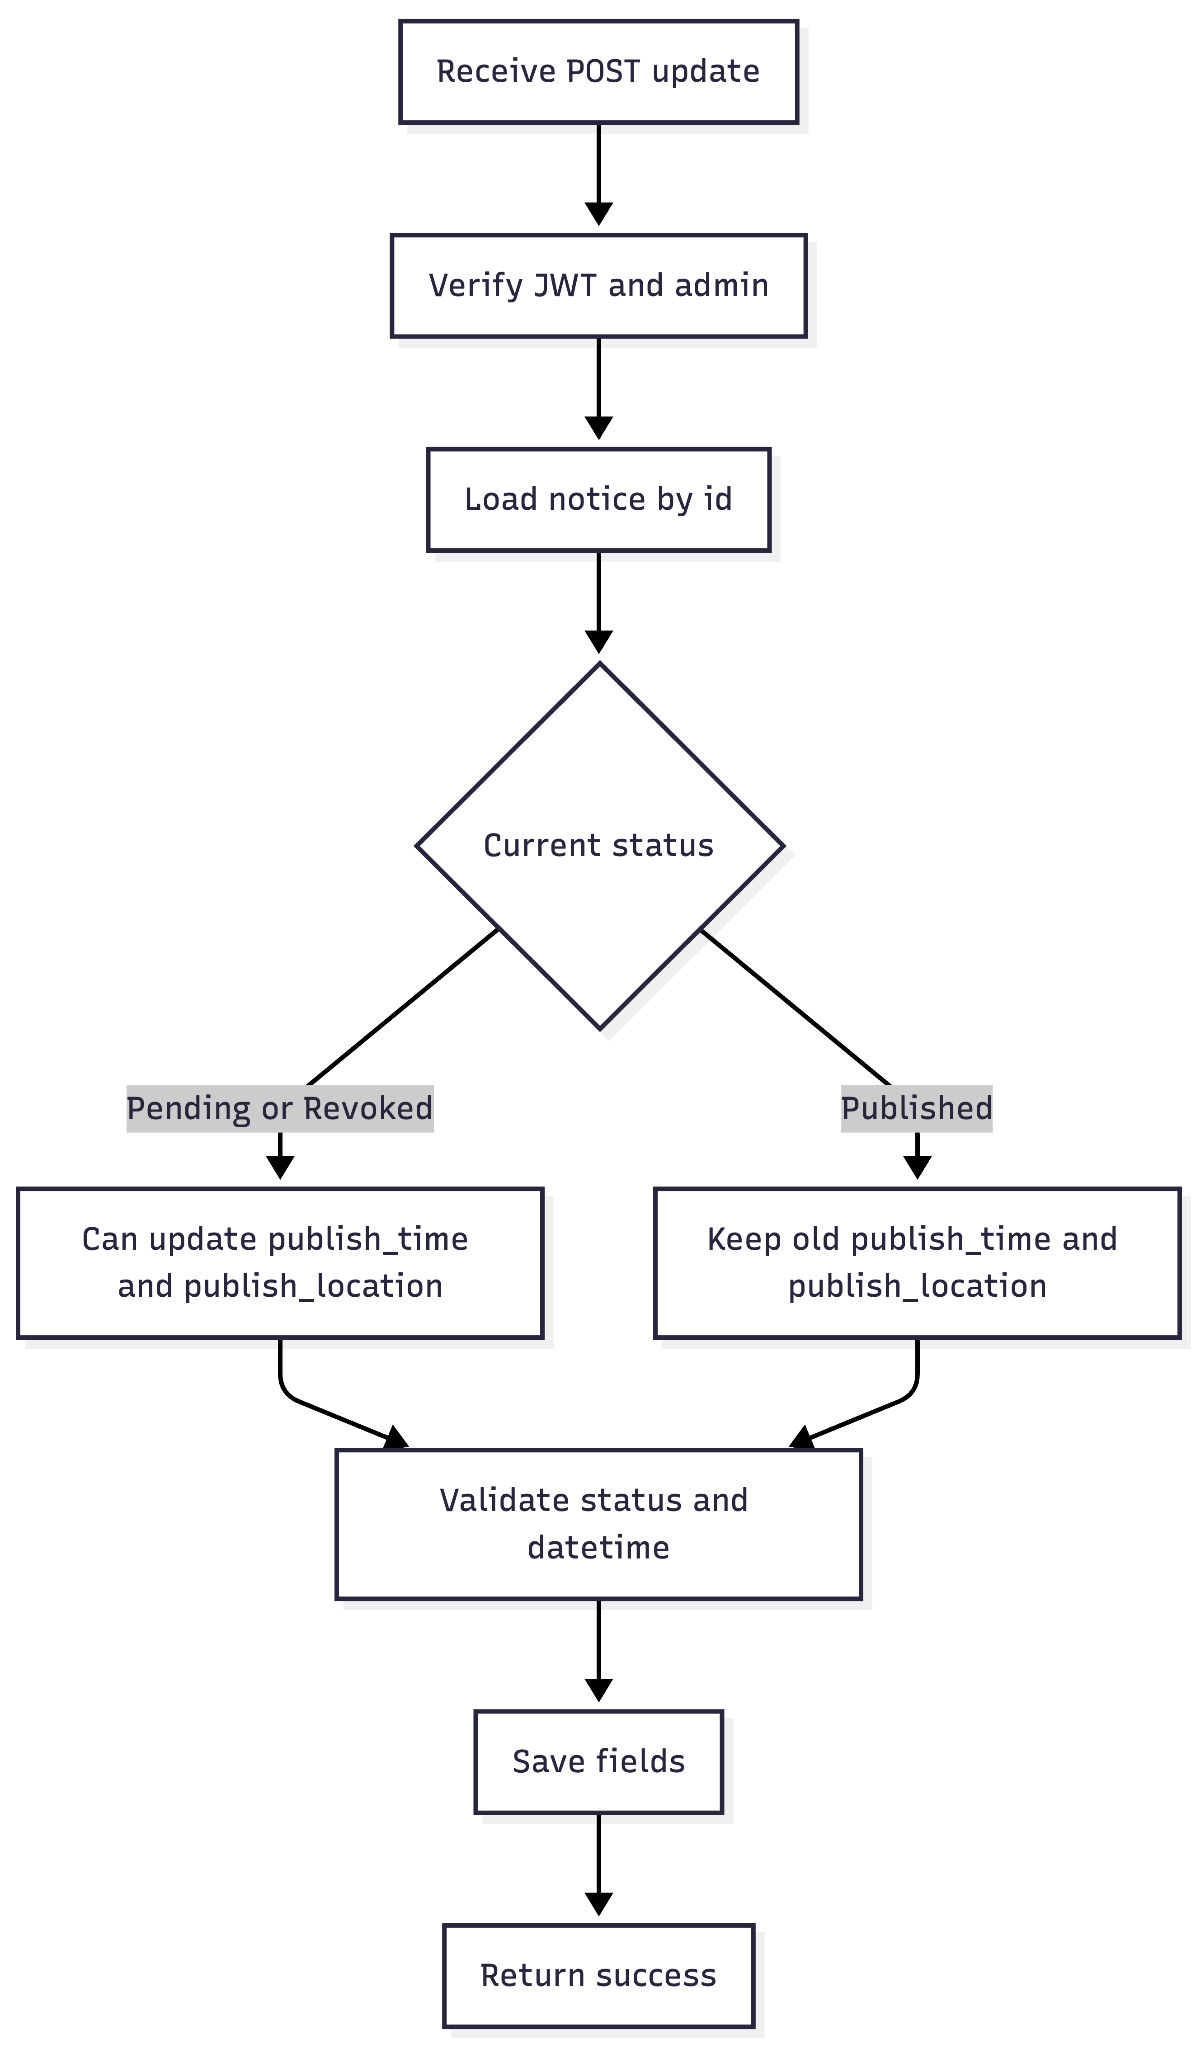 Receive POST update
Verify JWT and admin
Load notice by id
Current status
Pending or Revoked
Published
Can update publish_time
and publish_location
Keep old publish_time and
publish_location
Validate status and
datetime
Save fields
Return success